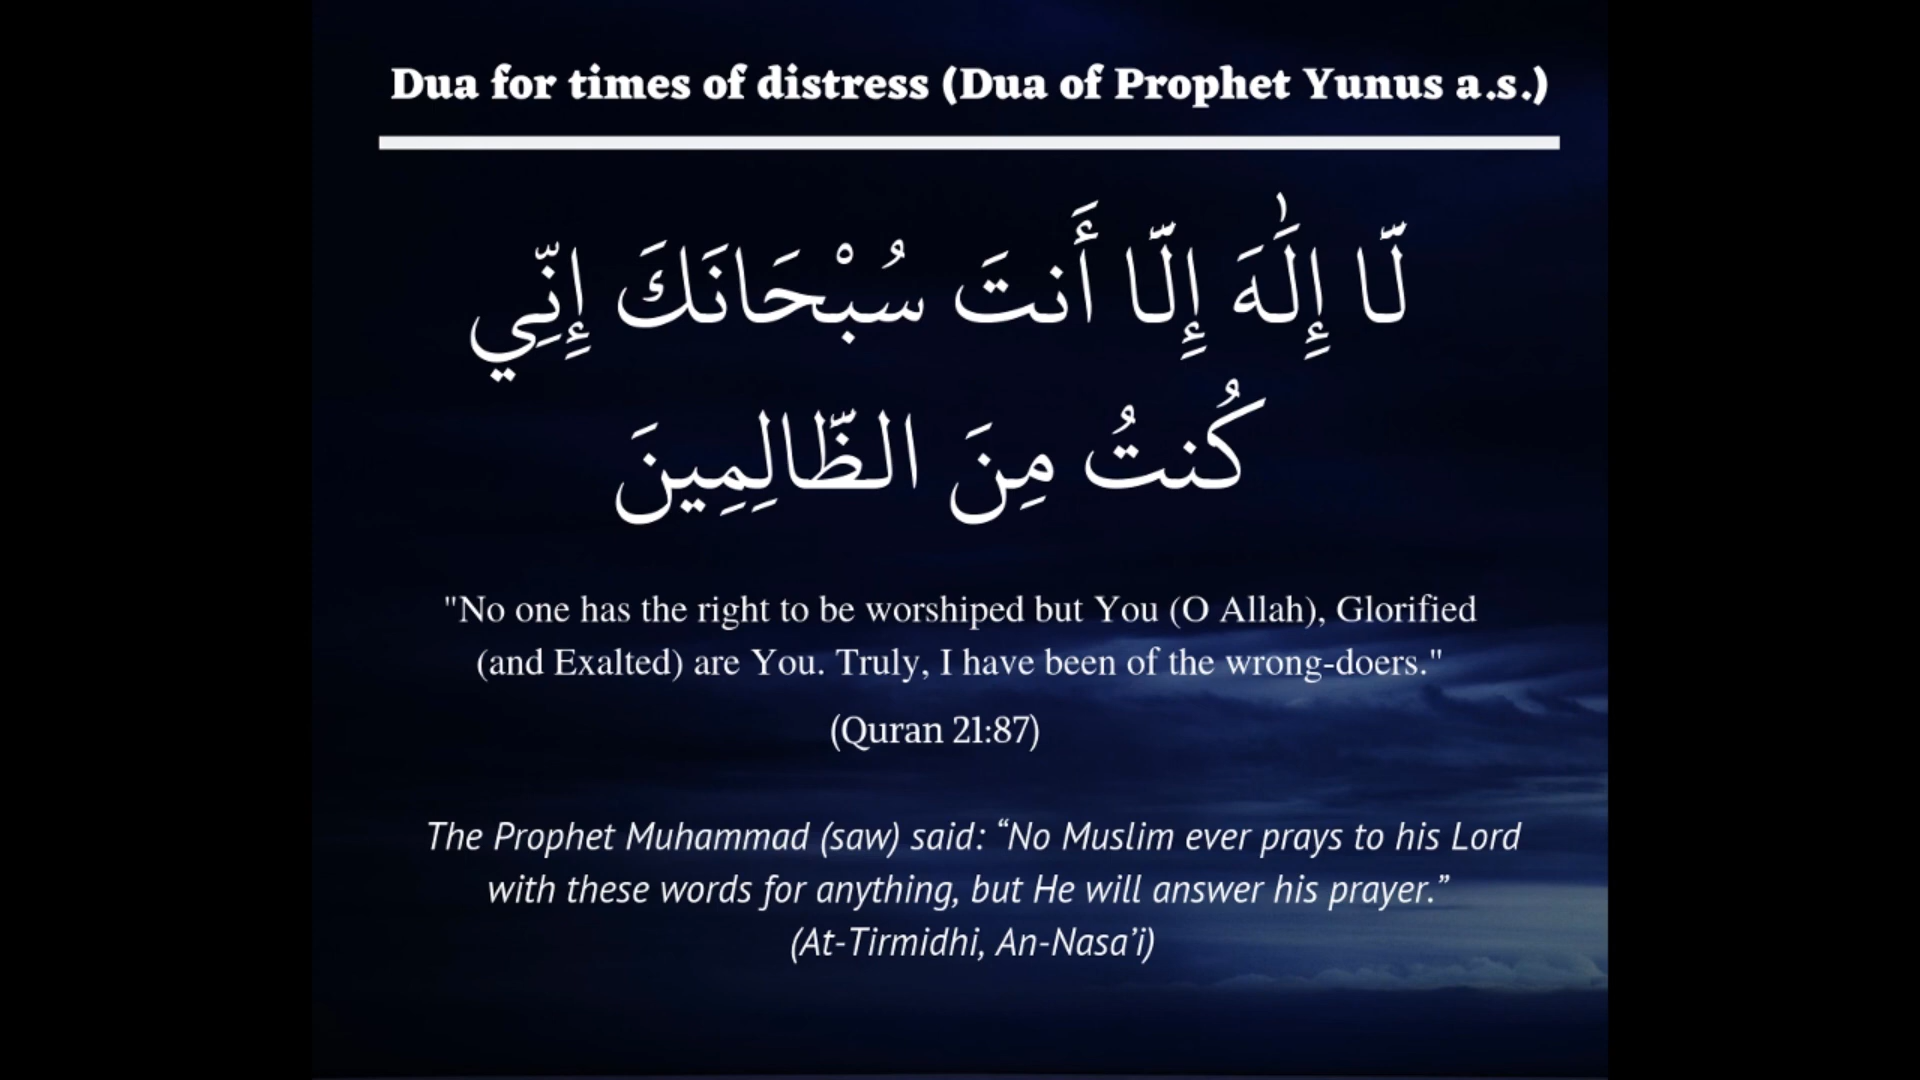 Dua for times of distress (Dua of Prophet Yunus a.s.)
لَّا إِلَٰهَ إِلَّا أَنتَ سُبْحَانَكَ إِنِّي
كُنتُ مِنَ الظَّالِمِينَ
"No one has the right to be worshiped but You (O Allah), Glorified
(and Exalted) are You. Truly, I have been of the wrong-doers."
(Quran 21:87)
The Prophet Muhammad (saw) said: “No Muslim ever prays to his Lord
with these words for anything, but He will answer his prayer.”
(At-Tirmidhi, An-Nasa’i)